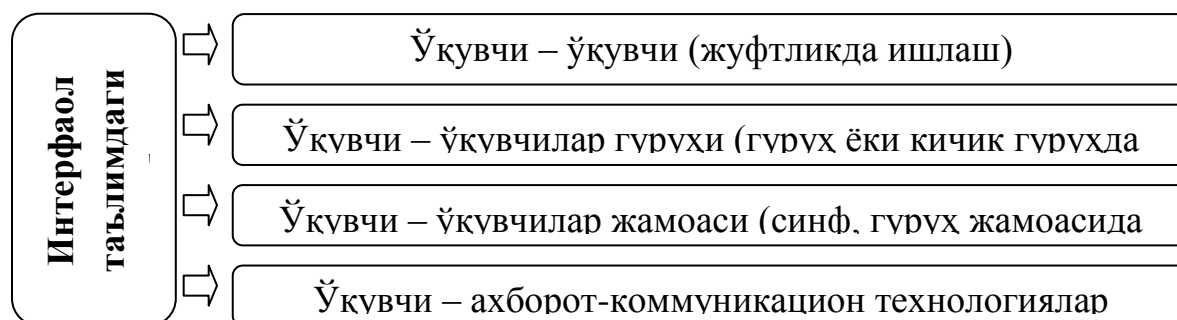 Интерфаол
таълимдаги
Ўқувчи – ўқувчи (жуфтликда ишлаш)
Ўқувчи – ўқувчилар гуруҳи (гуруҳ ёки кичик гуруҳда
Ўқувчи – ўқувчилар жамоаси (синф, гуруҳ жамоасида
Ўқувчи – ахборот-коммуникацион технологиялар